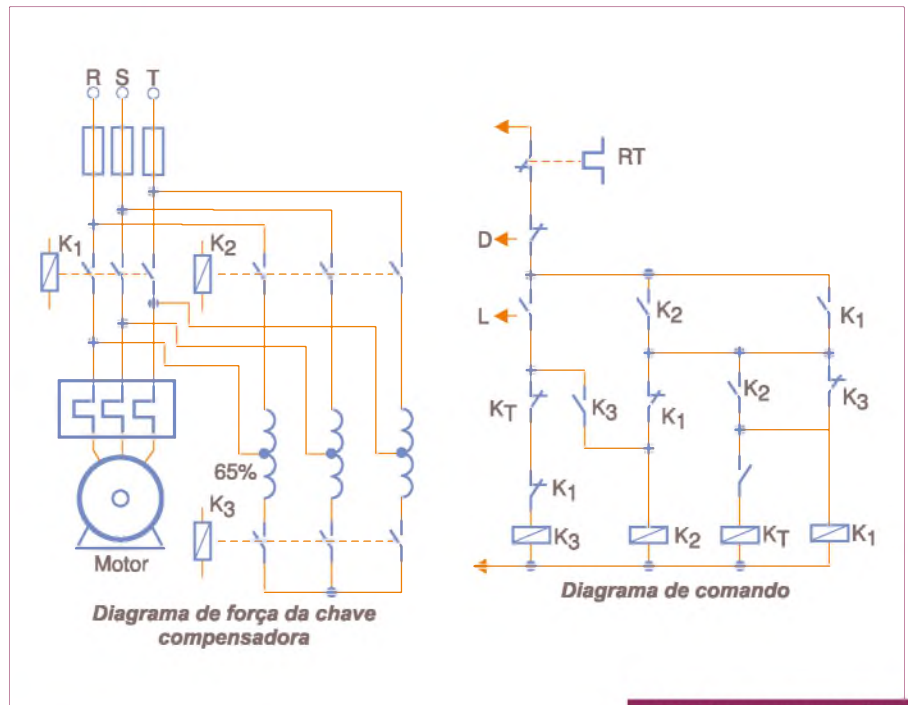 R S T
K1
K2
65%
K3
Motor
Diagrama de força da chave
compensadora
RT
D
L
K2
K1
KT
K3
K1
K2
K3
K1
K3
K2
KT
K1
Diagrama de comando